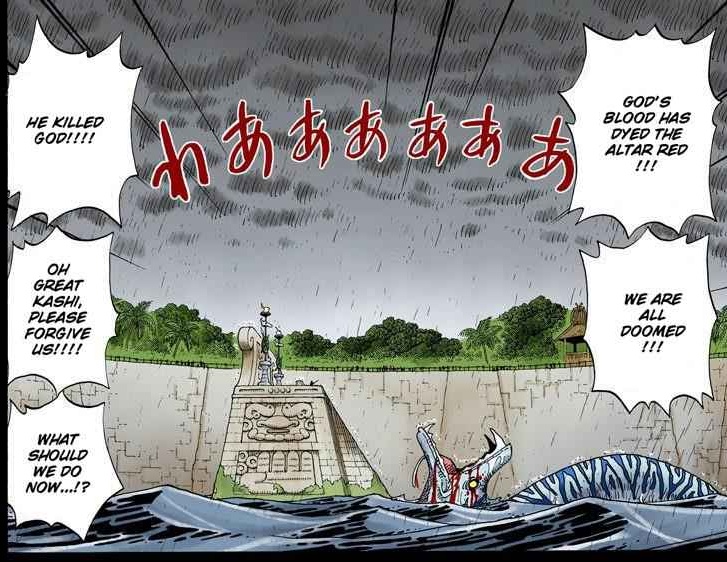 GOD'S
BLOOD HAS
DYED THE
ALTAR RED
!!!
WE ARE
ALL
DOOMED
!!!
わああああああ
HE KILLED
GOD!!!!
OH
GREAT
KASHI,
PLEASE
FORGIVE
US!!!!
WHAT
SHOULD
WE DO
NOW...!?